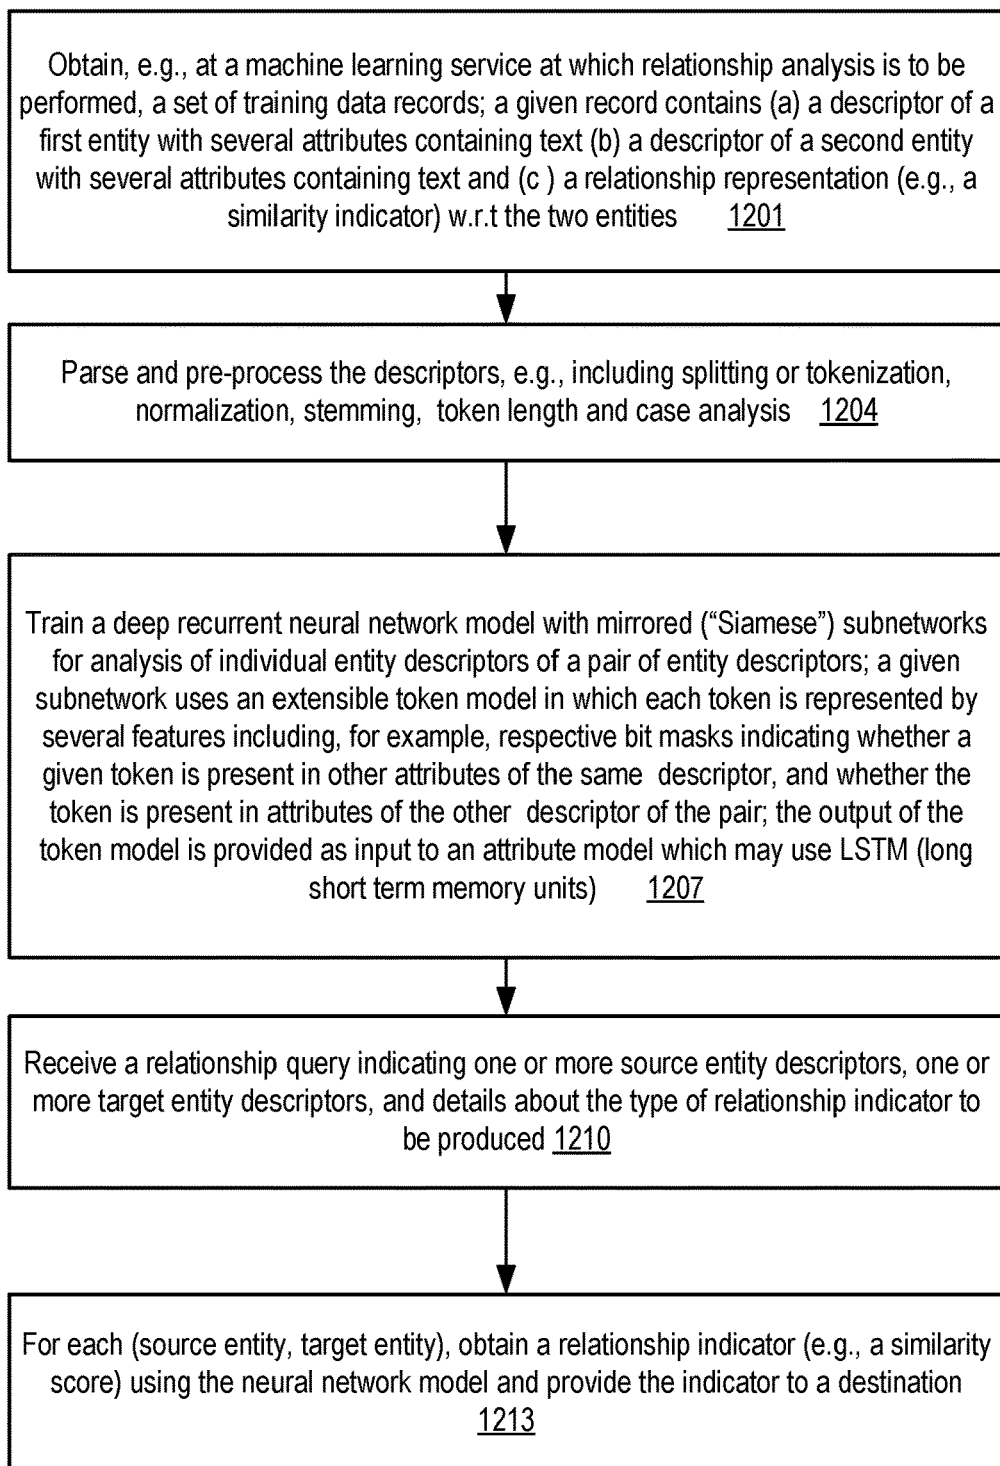 Obtain, e.g., at a machine learning service at which relationship analysis is to be
performed, a set of training data records; a given record contains (a) a descriptor of a
first entity with several attributes containing text (b) a descriptor of a second entity
with several attributes containing text and (c ) a relationship representation (e.g., a
similarity indicator) w.r.t the two entities 1201
Parse and pre-process the descriptors, e.g., including splitting or tokenization,
normalization, stemming, token length and case analysis 1204
Train a deep recurrent neural network model with mirrored (“Siamese”) subnetworks
for analysis of individual entity descriptors of a pair of entity descriptors; a given
subnetwork uses an extensible token model in which each token is represented by
several features including, for example, respective bit masks indicating whether a
given token is present in other attributes of the same descriptor, and whether the
token is present in attributes of the other descriptor of the pair; the output of the
token model is provided as input to an attribute model which may use LSTM (long
short term memory units) 1207
Receive a relationship query indicating one or more source entity descriptors, one or
more target entity descriptors, and details about the type of relationship indicator to
be produced 1210
For each (source entity, target entity), obtain a relationship indicator (e.g., a similarity
score) using the neural network model and provide the indicator to a destination
1213